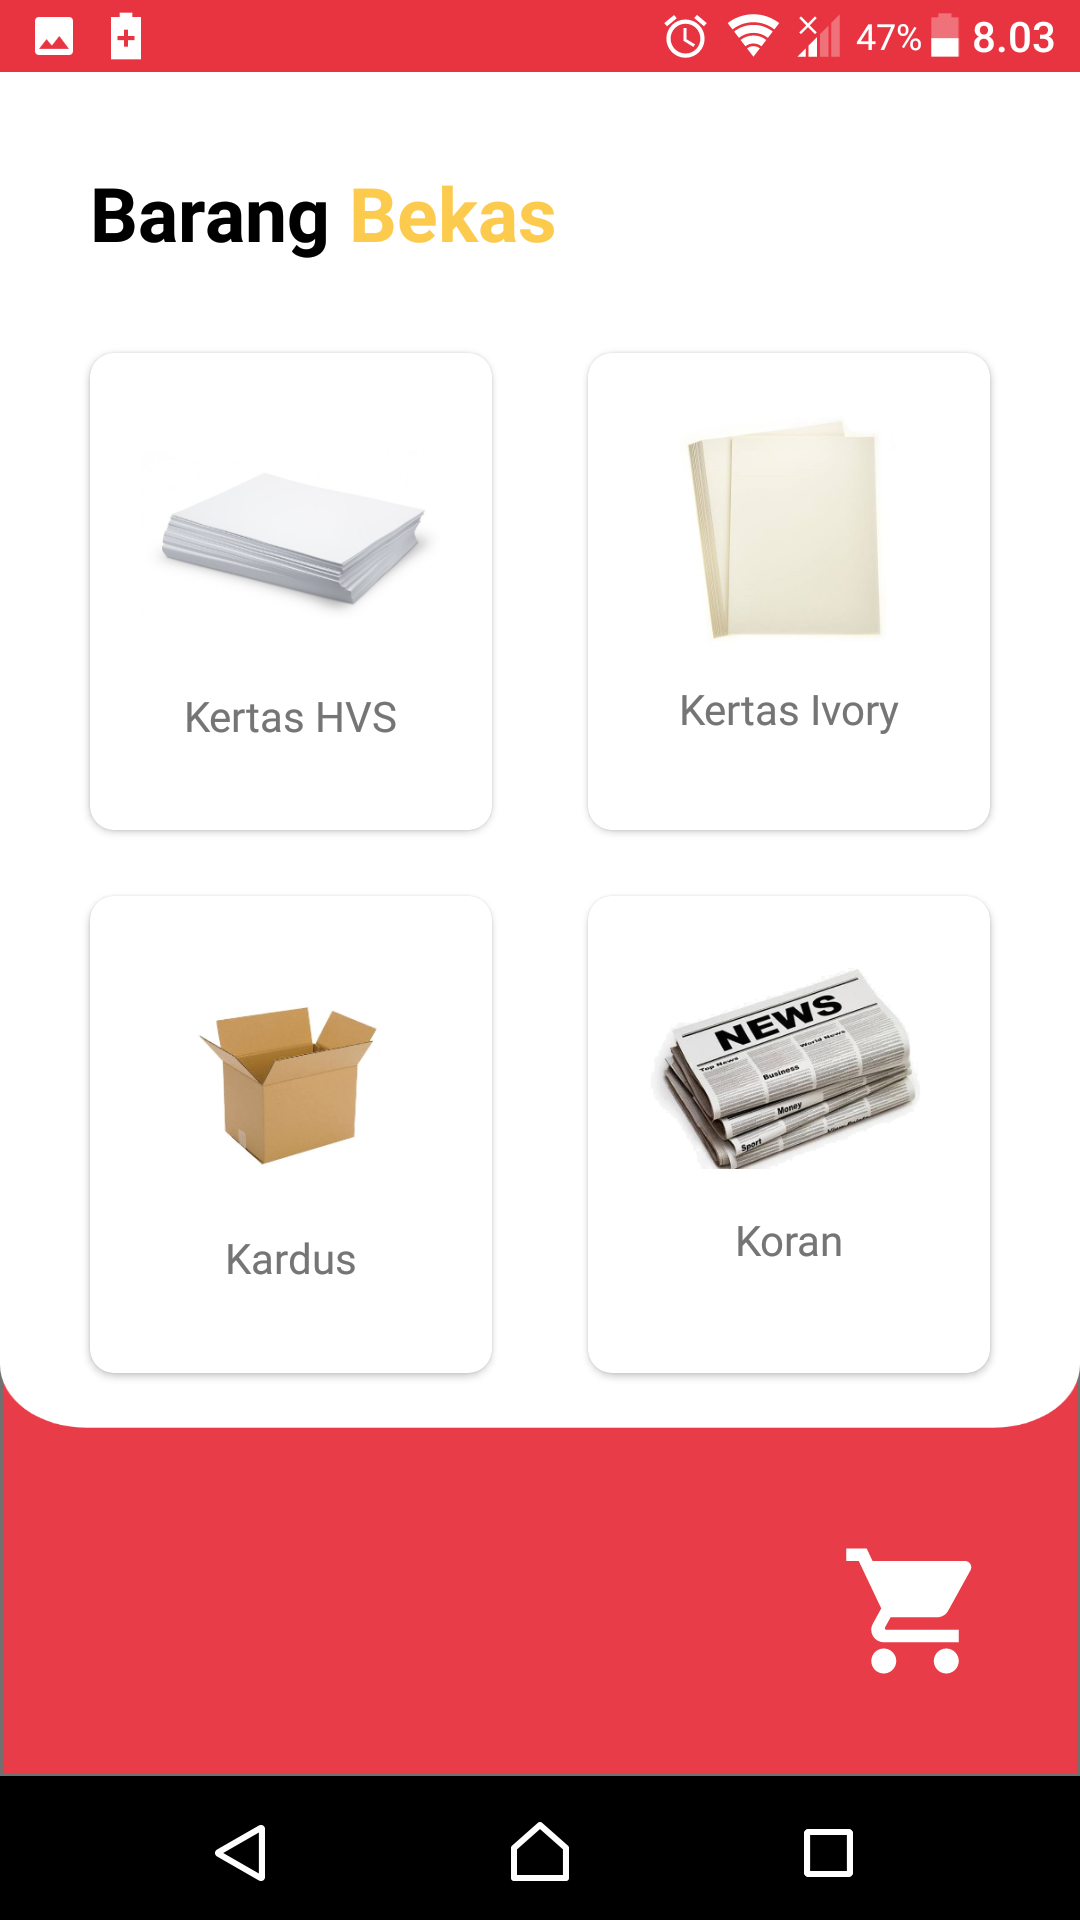 47% 8.03
Barang Bekas
Kertas HVS
Kertas Ivory
NEWS
Top News
World News
Business
Money
Sport
Kardus
Koran